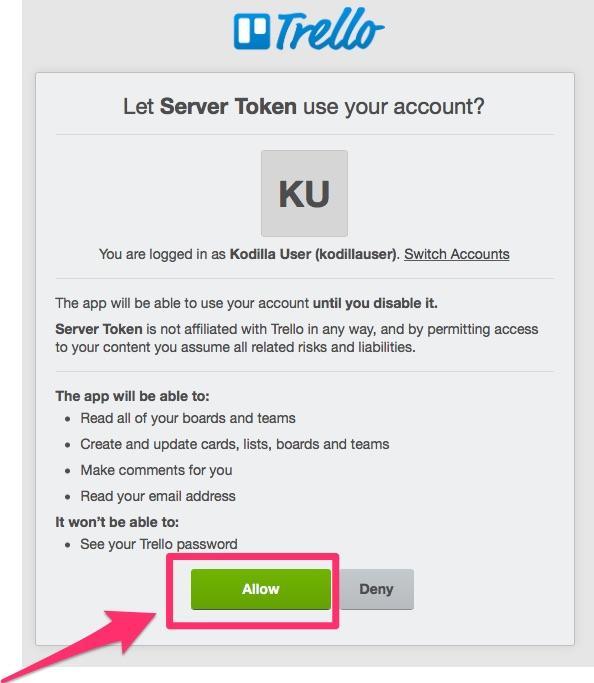 Trello
Let Server Token use your account?
KU
You are logged in as Kodilla User (kodillauser). Switch Accounts
The app will be able to use your account until you disable it.
Server Token is not affiliated with Trello in any way, and by permitting access
to your content you assume all related risks and liabilities.
The app will be able to:
• Read all of your boards and teams
• Create and update cards, lists, boards and teams
• Make comments for you
• Read your email address
It won't be able to:
• See your Trello password
Allow Deny